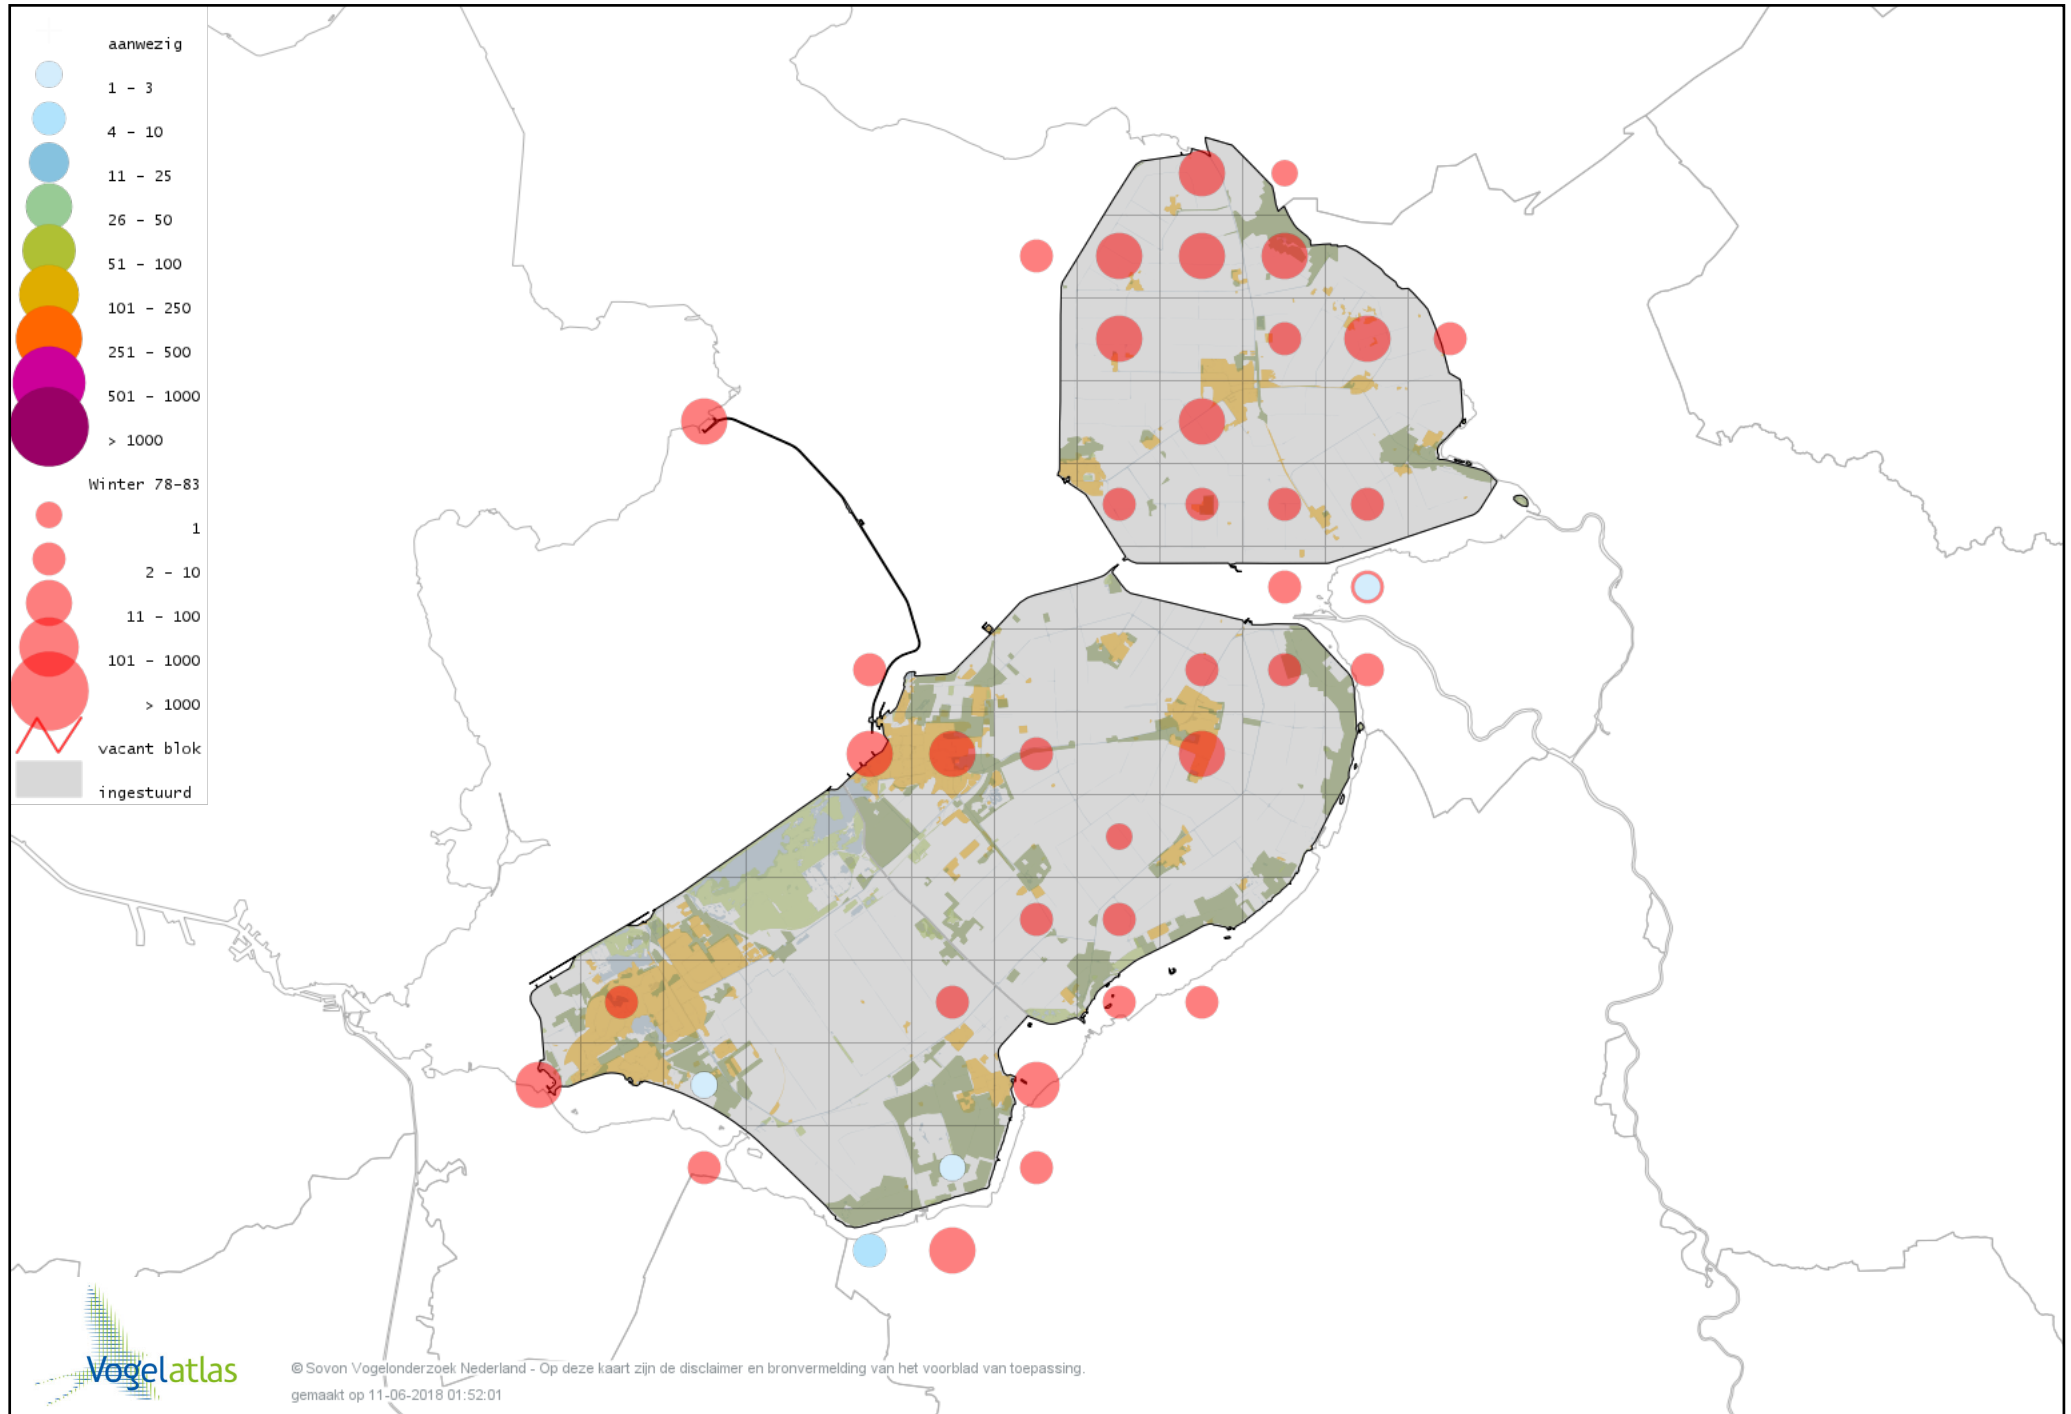 aanwezig
1 - 3
4 - 10
11 - 25
26 - 50
51 - 100
101 - 250
251 - 500
501 - 1000
> 1000
Winter 78-83
1
2 - 10
11 - 100
101 - 1000
> 1000
vacant blok
ingestuurd
Vogelatlas
© Sovon Vogelonderzoek Nederland - Op deze kaart zijn de disclaimer en bronvermelding van het voorblad van toepassing.
gemaakt op 11-06-2018 01:52:01